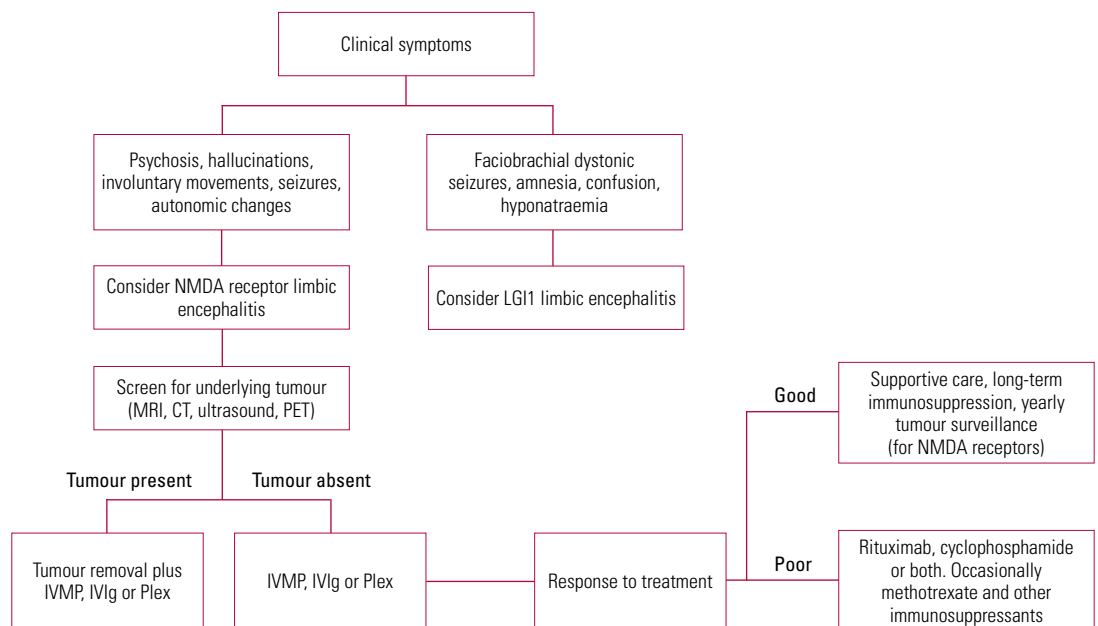 Clinical symptoms
Psychosis, hallucinations,
involuntary movements, seizures,
autonomic changes
Faciobrachial dystonic
seizures, amnesia, confusion,
hyponatraemia
Consider NMDA receptor limbic
encephalitis
Consider LGI1 limbic encephalitis
Screen for underlying tumour
(MRI, CT, ultrasound, PET)
Good
Supportive care, long-term
immunosuppression, yearly
tumour surveillance
(for NMDA receptors)
Tumour present
Tumour absent
Tumour removal plus
IVMP, IVIg or Plex
IVMP, IVIg or Plex
Response to treatment
Poor
Rituximab, cyclophosphamide
or both. Occasionally
methotrexate and other
immunosuppressants